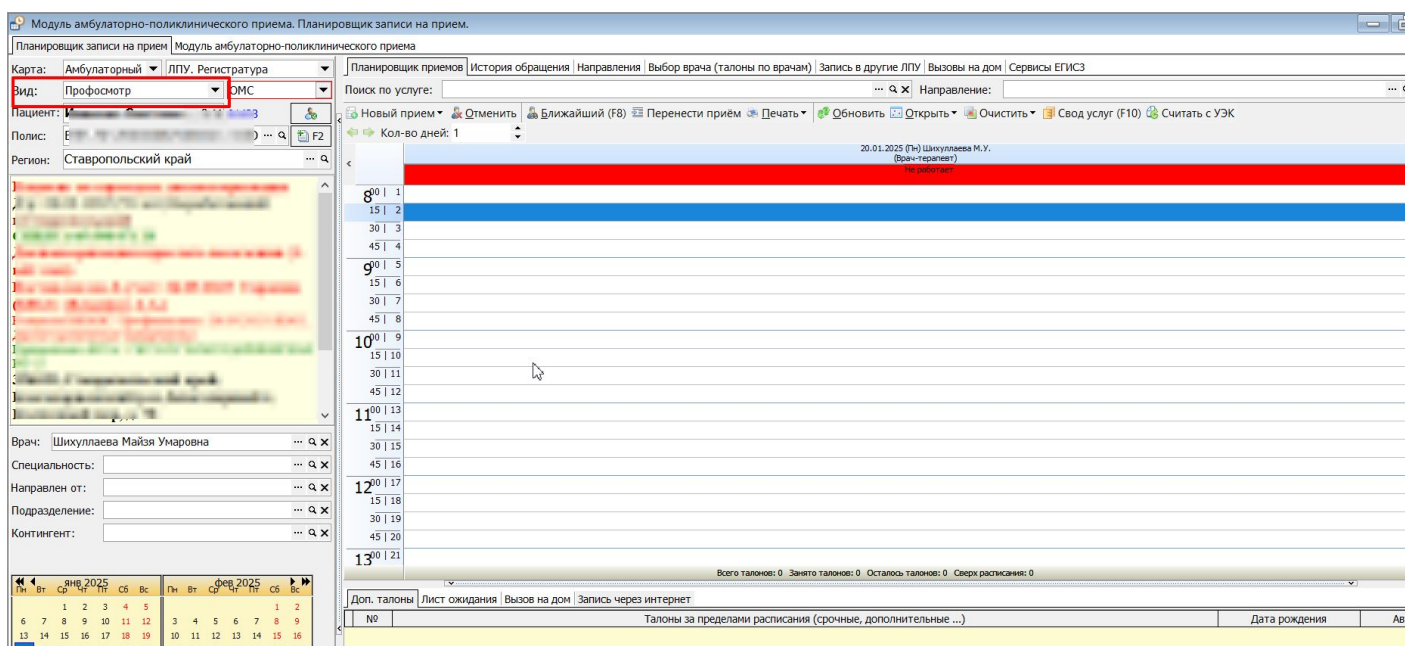 Модуль амбулаторно-поликлинического приема. Планировщик записи на прием.
Планировщик записи на прием Модуль амбулаторно-поликлинического приема
Карта: Амбулаторный ЛПУ. Регистратура
Вид: Профосмотр ОМС
Пациент:
Полис: F2
Регион: Ставропольский край
Врач: Шихуллаева Майзя Умаровна
Специальность:
Направлен от:
Подразделение:
Контингент:
янв 2025 фев 2025
Пн Вт Ср Чт Пт Сб Вс Пн Вт Ср Чт Пт Сб Вс
1 2 3 4 5 1 2
6 7 8 9 10 11 12 3 4 5 6 7 8 9
13 14 15 16 17 18 19 10 11 12 13 14 15 16
Планировщик приемов История обращения Направления Выбор врача (талоны по врачам) Запись в другие ЛПУ Вызовы на дом Сервисы ЕГИСЗ
Поиск по услуге: Направление:
Новый прием Отменить Ближайший (F8) Перенести приём Печать Обновить Открыть Очистить Свод услуг (F10) Считать с УЭК
Кол-во дней: 1
20.01.2025 (Пн) Шихуллаева М.У.
(Врач-терапевт)
Не работает
8 00 | 1
15 | 2
30 | 3
45 | 4
9 00 | 5
15 | 6
30 | 7
45 | 8
10 00 | 9
15 | 10
30 | 11
45 | 12
11 00 | 13
15 | 14
30 | 15
45 | 16
12 00 | 17
15 | 18
30 | 19
45 | 20
13 00 | 21
Всего талонов: 0 Занято талонов: 0 Осталось талонов: 0 Сверх расписания: 0
Доп. талоны Лист ожидания Вызов на дом Запись через интернет
№ Талоны за пределами расписания (срочные, дополнительные ...) Дата рождения Ав